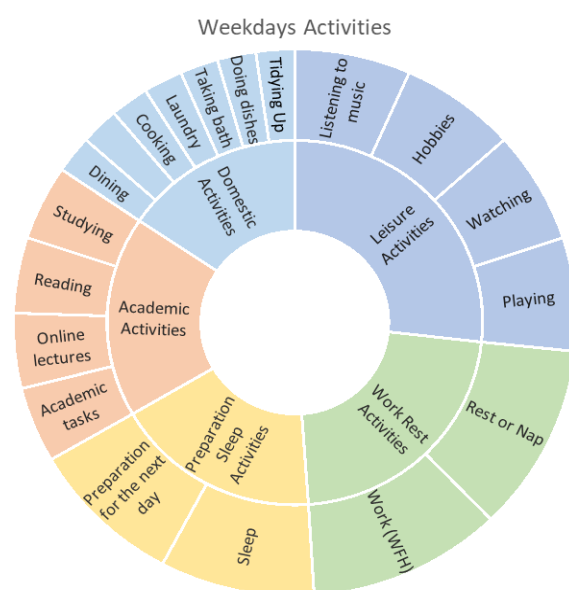 Weekdays Activities
Listening to
music
Hobbies
Watching
Playing
Leisure
Activities
Rest or Nap
Work (WFH)
Work Rest
Activities
Sleep
Preparation
for the next
day
Preparation
Sleep
Activities
Academic
tasks
Online
lectures
Reading
Studying
Academic
Activities
Dining
Cooking
Laundry
Taking bath
Doing dishes
Tidying Up
Domestic
Activities